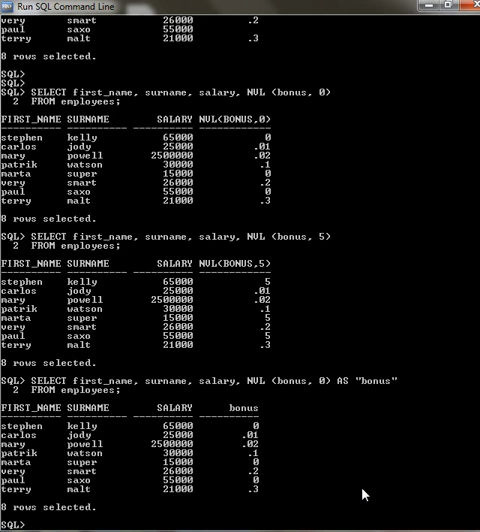 Run SQL Command Line
very smart 26000 .2
paul saxo 55000
terry malt 21000 .3
8 rows selected.
SQL>
SQL>
SQL> SELECT first_name, surname, salary, NVL (bonus, 0)
2 FROM employees;
FIRST_NAME SURNAME SALARY NVL(BONUS,0)
stephen kelly 65000 0
carlos jody 25000 .01
mary powell 2500000 .02
patrik watson 30000 .1
marta super 15000 0
very smart 26000 .2
paul saxo 55000 0
terry malt 21000 .3
8 rows selected.
SQL> SELECT first_name, surname, salary, NVL (bonus, 5)
2 FROM employees;
FIRST_NAME SURNAME SALARY NVL(BONUS,5)
stephen kelly 65000 5
carlos jody 25000 .01
mary powell 2500000 .02
patrik watson 30000 .1
marta super 15000 5
very smart 26000 .2
paul saxo 55000 5
terry malt 21000 .3
8 rows selected.
SQL> SELECT first_name, surname, salary, NVL (bonus, 0) AS "bonus"
2 FROM employees;
FIRST_NAME SURNAME SALARY bonus
stephen kelly 65000 0
carlos jody 25000 .01
mary powell 2500000 .02
patrik watson 30000 .1
marta super 15000 0
very smart 26000 .2
paul saxo 55000 0
terry malt 21000 .3
8 rows selected.
SQL>